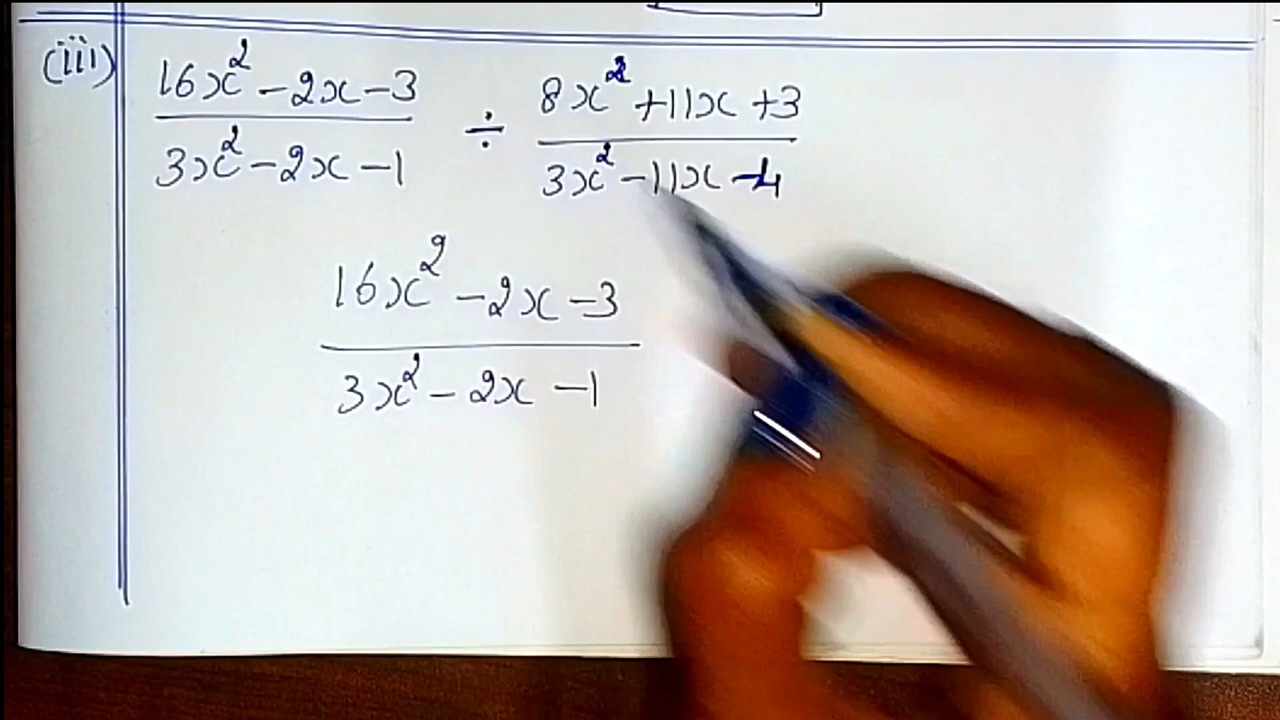 (iii) 16x² - 2x - 3 / 3x² - 2x - 1 ÷ 8x² + 11x + 3 / 3x² - 11x - 4
16x² - 2x - 3 / 3x² - 2x - 1